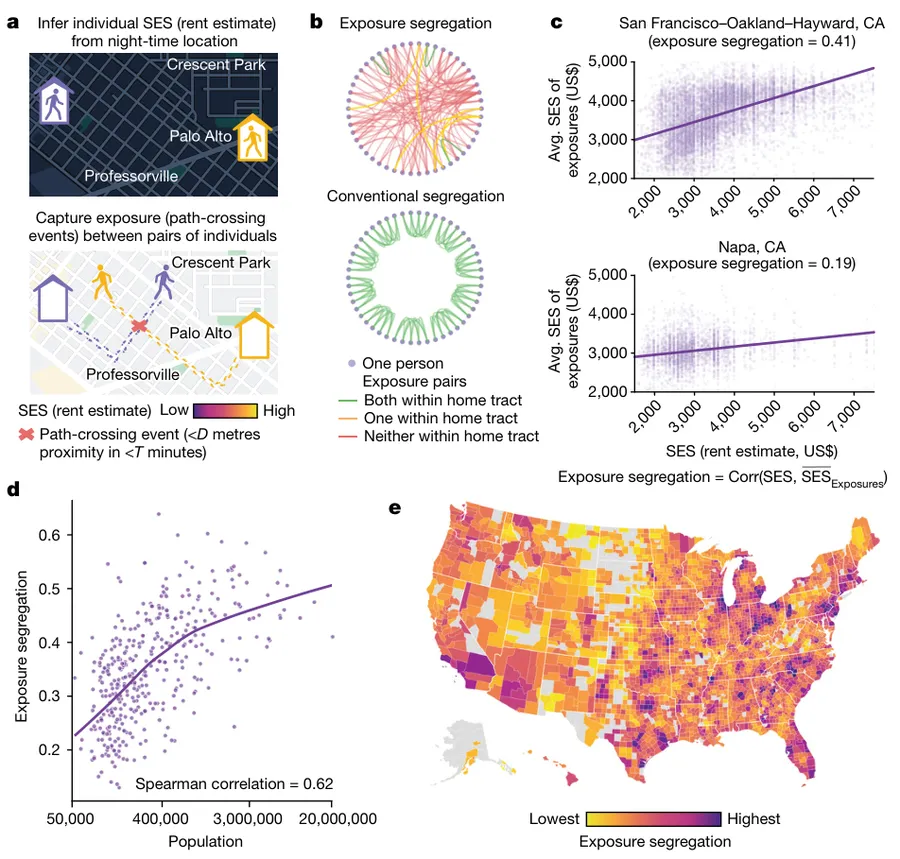 a
Infer individual SES (rent estimate)
from night-time location
Crescent Park
Palo Alto
Professorville
Capture exposure (path-crossing
events) between pairs of individuals
Crescent Park
Palo Alto
Professorville
SES (rent estimate) Low High
Path-crossing event (<D metres
proximity in <T minutes)
b
Exposure segregation
Conventional segregation
One person
Exposure pairs
Both within home tract
One within home tract
Neither within home tract
c
San Francisco–Oakland–Hayward, CA
(exposure segregation = 0.41)
Avg. SES of
exposures (US$)
5,000
4,000
3,000
2,000
2,000 3,000 4,000 5,000 6,000 7,000
Napa, CA
(exposure segregation = 0.19)
Avg. SES of
exposures (US$)
5,000
4,000
3,000
2,000
2,000 3,000 4,000 5,000 6,000 7,000
SES (rent estimate, US$)
Exposure segregation = Corr(SES, SES Exposures)
d
Exposure segregation
0.6
0.5
0.4
0.3
0.2
Spearman correlation = 0.62
50,000 400,000 3,000,000 20,000,000
Population
e
Lowest Highest
Exposure segregation